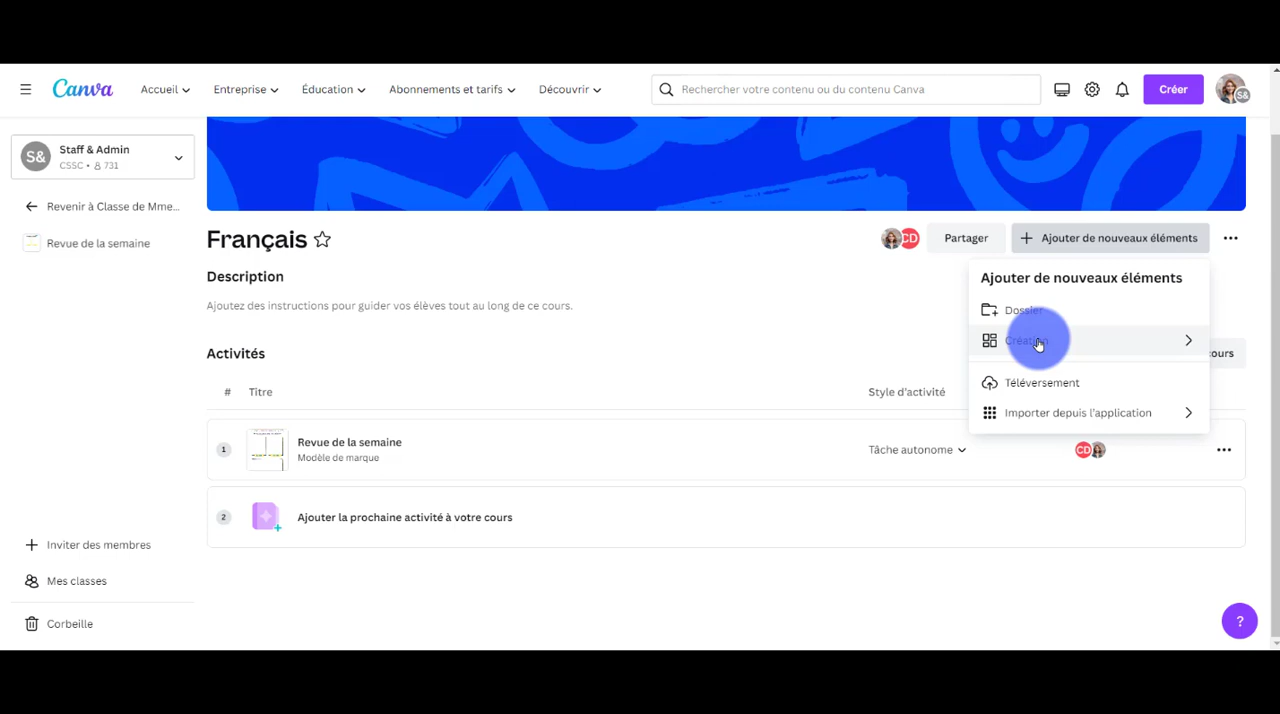 Canva
Accueil
Entreprise
Éducation
Abonnements et tarifs
Découvrir
Rechercher votre contenu ou du contenu Canva
Créer
S&
S&
Staff & Admin
CSSC • 731
Revenir à Classe de Mme...
Revue de la semaine
Français
CD
Partager
Ajouter de nouveaux éléments
Description
Ajoutez des instructions pour guider vos élèves tout au long de ce cours.
Ajouter de nouveaux éléments
Dossier
Création
Téléversement
Importer depuis l'application
Activités
cours
# Titre
Style d'activité
1
Revue de la semaine
Modèle de marque
Tâche autonome
CD
2
Ajouter la prochaine activité à votre cours
Inviter des membres
Mes classes
Corbeille
?